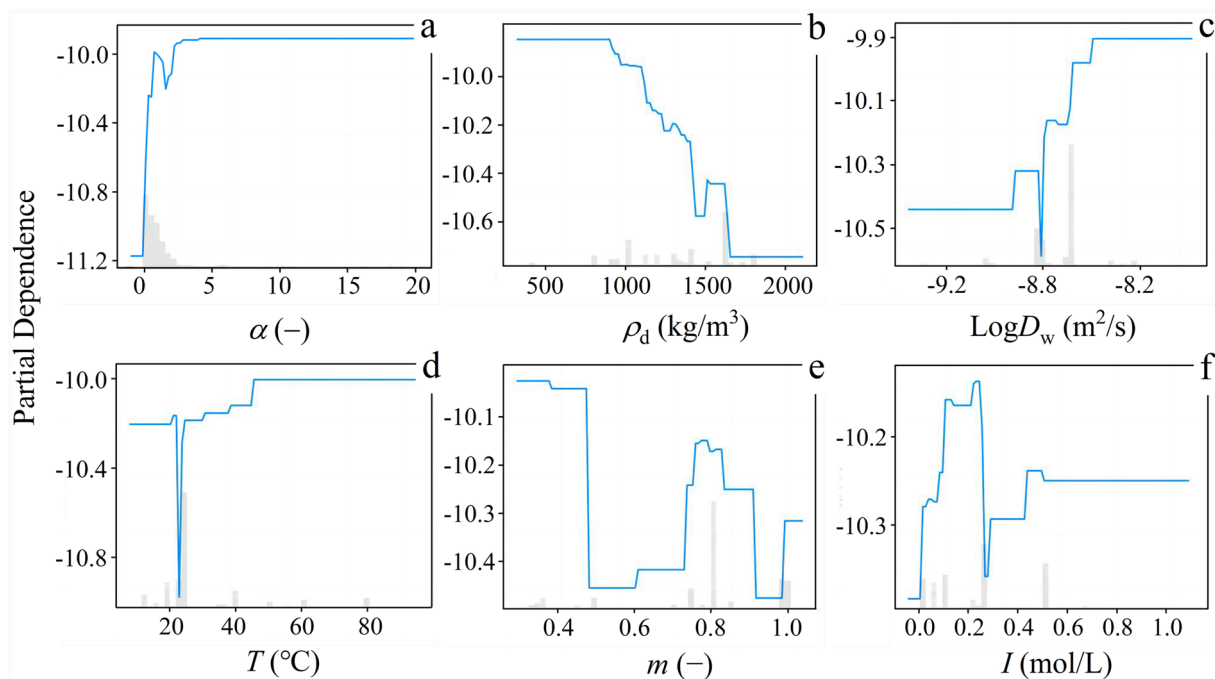 Partial Dependence
a
-10.0
-10.4
-10.8
-11.2
0 5 10 15 20
α (−)
b
-10.0
-10.2
-10.4
-10.6
500 1000 1500 2000
ρd (kg/m³)
c
-9.9
-10.1
-10.3
-10.5
-9.2 -8.8 -8.2
LogDw (m²/s)
d
-10.0
-10.4
-10.8
20 40 60 80
T (°C)
e
-10.1
-10.2
-10.3
-10.4
0.4 0.6 0.8 1.0
m (−)
f
-10.2
-10.3
0.0 0.2 0.4 0.6 0.8 1.0
I (mol/L)